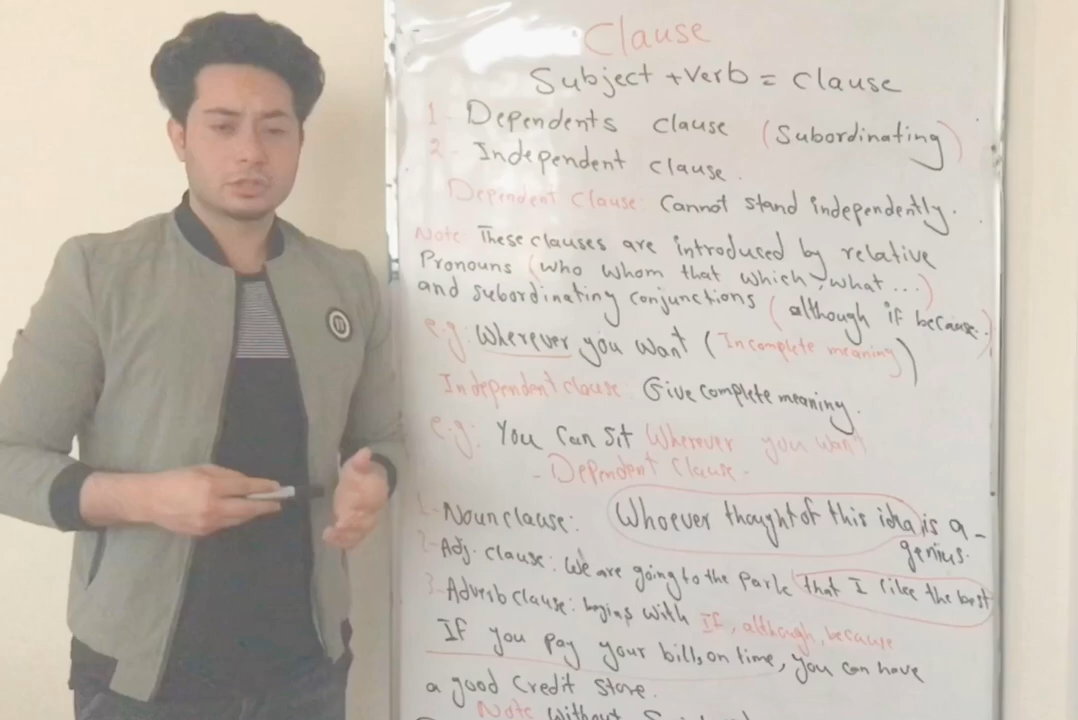 Clause
Subject + Verb = Clause
1- Dependents clause (Subordinating)
2- Independent clause.
Dependent Clause: Cannot stand independently.
Note: These clauses are introduced by relative
Pronouns (who whom that which, what...)
and subordinating conjunctions (although if because..)
e.g: Wherever you want (Incomplete meaning)
Independent clause: Give complete meaning.
e.g: You Can sit Wherever you want
- Dependent Clause.
1- Noun clause: Whoever thought of this idia is a-
genius.
2- Adj. Clause: We are going to the Park that I like the best
3- Adverb Clause: begins with If, although, because
If you pay your bills, on time, you can have
a good Credit store.
Note Without